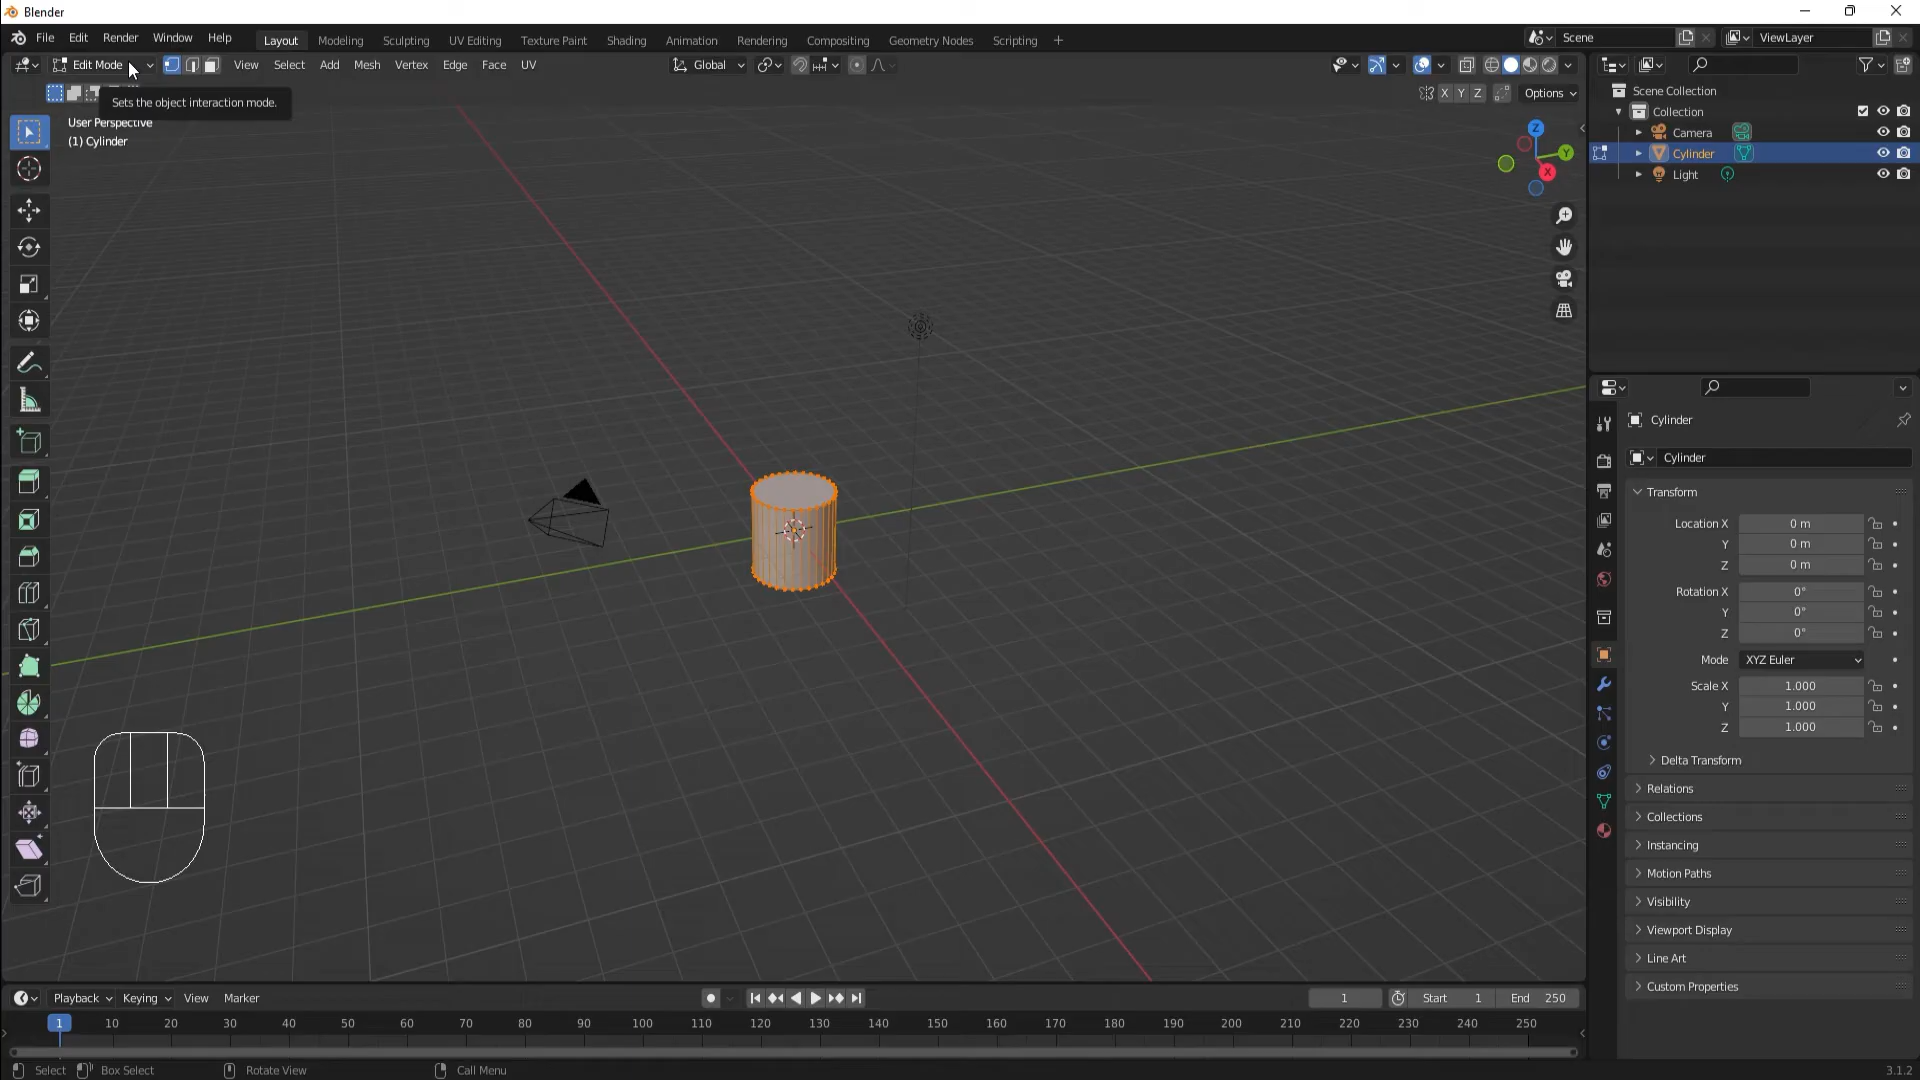 Blender
File Edit Render Window Help
Layout Modeling Sculpting UV Editing Texture Paint Shading Animation Rendering Compositing Geometry Nodes Scripting +
Scene
ViewLayer
Edit Mode
View Select Add Mesh Vertex Edge Face UV
Global
Sets the object interaction mode.
X Y Z
Options
User Perspective
(1) Cylinder
Z
Y
X
Scene Collection
Collection
Camera
Cylinder
Light
Cylinder
Cylinder
Transform
Location X 0 m
Y 0 m
Z 0 m
Rotation X 0°
Y 0°
Z 0°
Mode XYZ Euler
Scale X 1.000
Y 1.000
Z 1.000
Delta Transform
Relations
Collections
Instancing
Motion Paths
Visibility
Viewport Display
Line Art
Custom Properties
Playback Keying View Marker
1
Start 1
End 250
1 10 20 30 40 50 60 70 80 90 100 110 120 130 140 150 160 170 180 190 200 210 220 230 240 250
Select Box Select Rotate View Call Menu
3.1.2